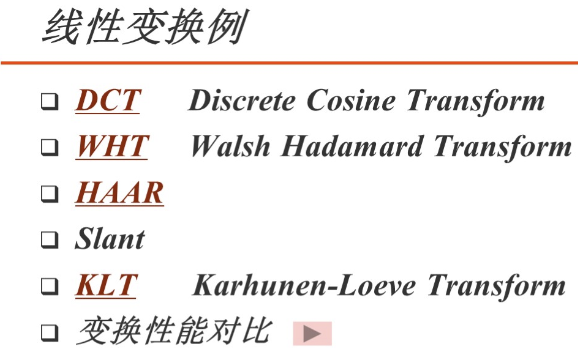 线性变换例
DCT Discrete Cosine Transform
WHT Walsh Hadamard Transform
HAAR
Slant
KLT Karhunen-Loeve Transform
变换性能对比